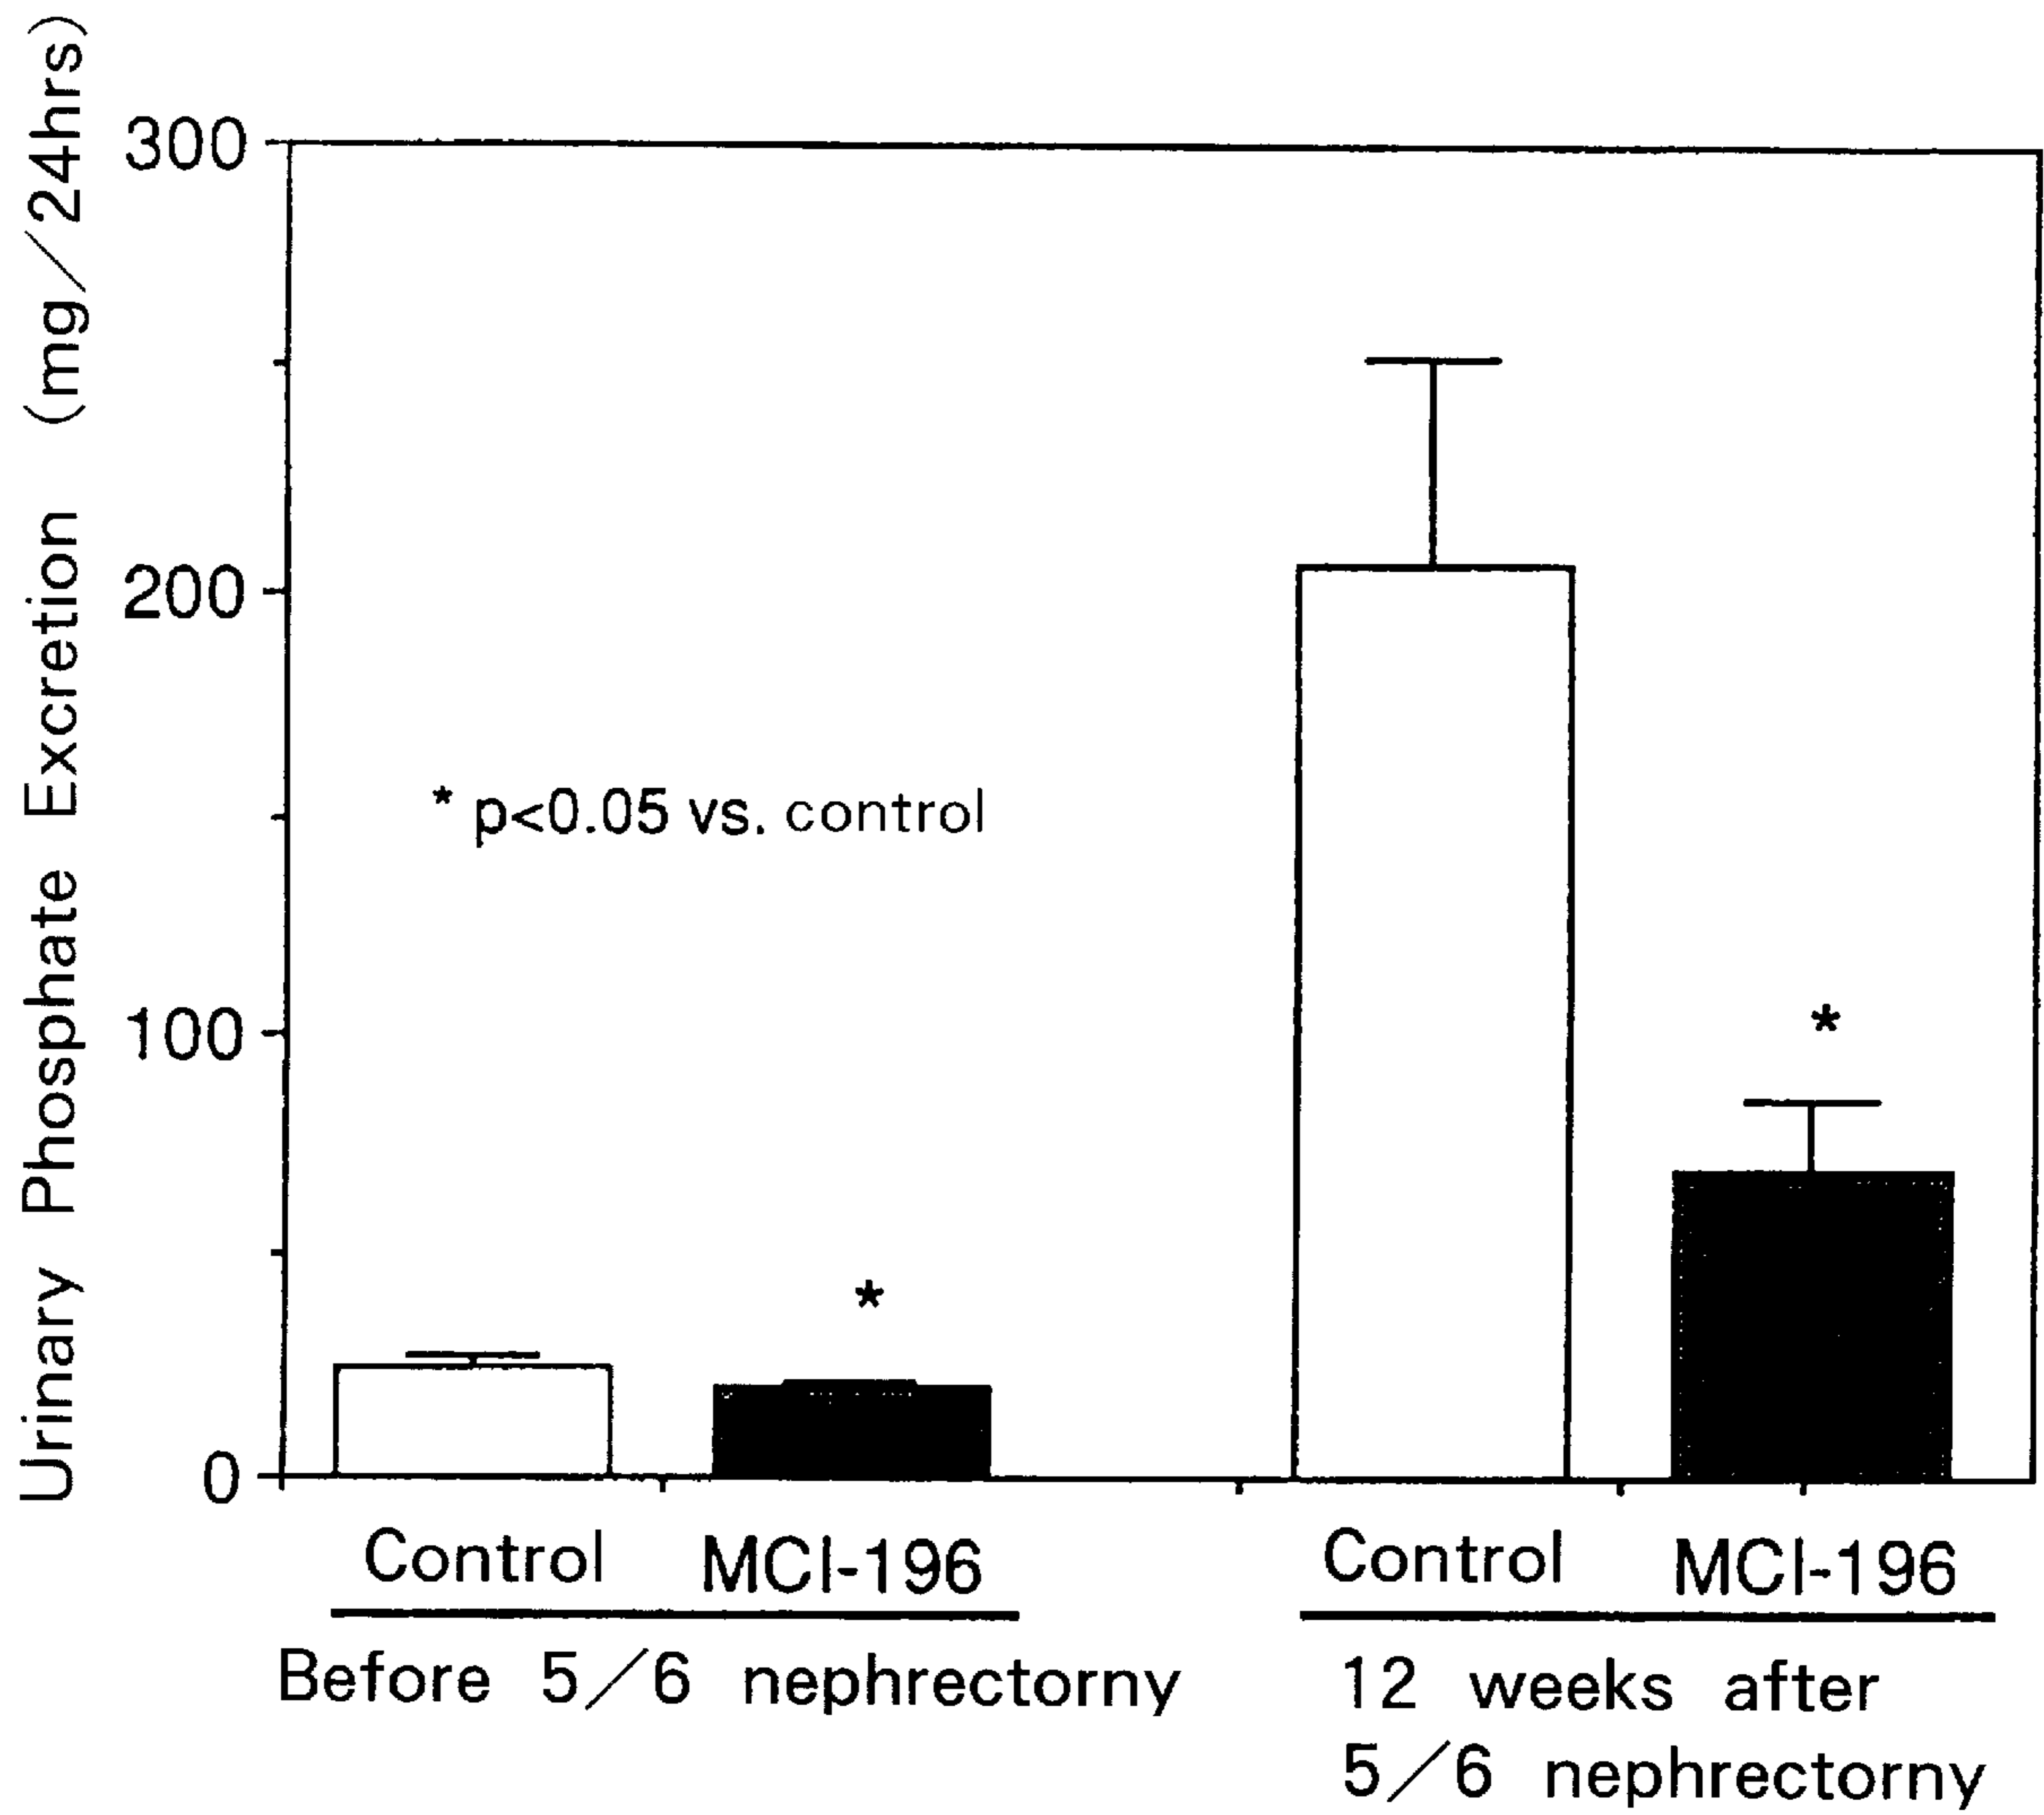 Urinary Phosphate Excretion (mg/24hrs)
300
200
100
0
* p<0.05 vs. control
*
*
Control MCI-196 Control MCI-196
Before 5/6 nephrectorny
12 weeks after
5/6 nephrectorny